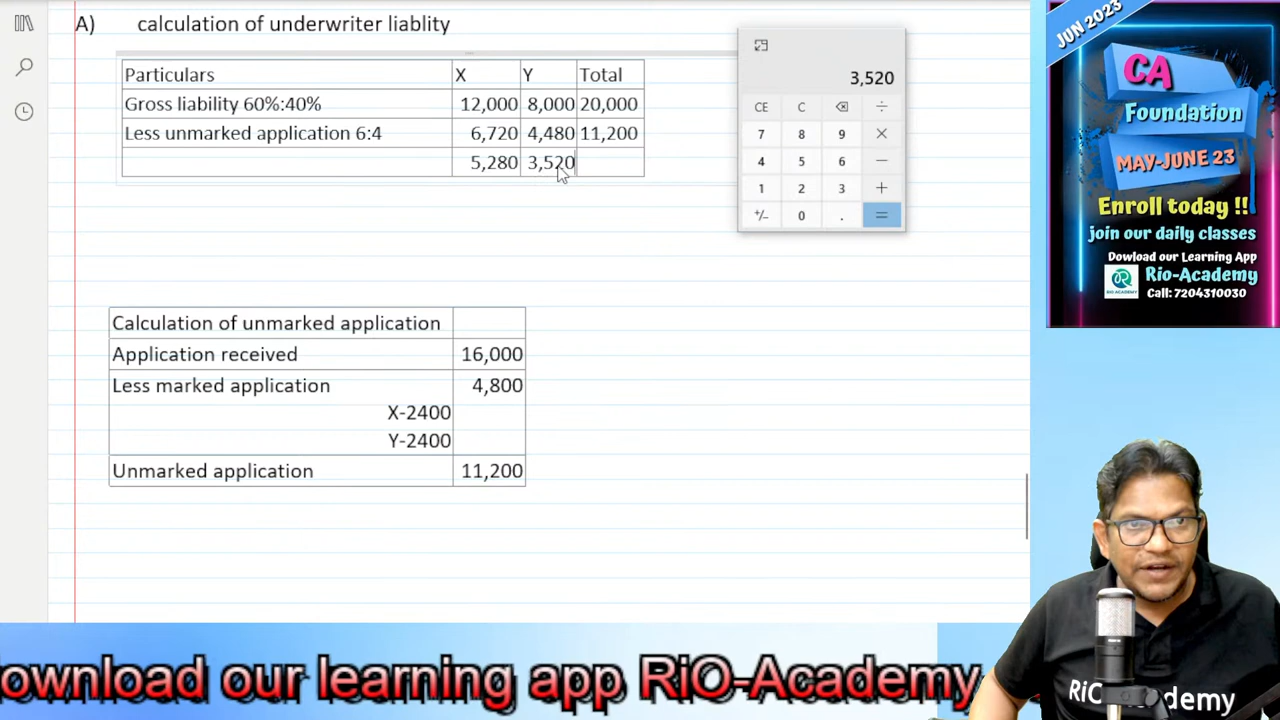 A) calculation of underwriter liablity
Particulars X Y Total
Gross liability 60%:40% 12,000 8,000 20,000
Less unmarked application 6:4 6,720 4,480 11,200
5,280 3,520
3,520
CE C ⌫ ÷
7 8 9 ×
4 5 6 −
1 2 3 +
+/− 0 . =
Calculation of unmarked application
Application received 16,000
Less marked application 4,800
X-2400
Y-2400
Unmarked application 11,200
JUN 2023
CA
Foundation
MAY-JUNE 23
Enroll today !!
join our daily classes
Dowload our Learning App
RIO ACADEMY
Rio-Academy
Call: 7204310030
RiO Academy
ownload our learning app RiO-Academy